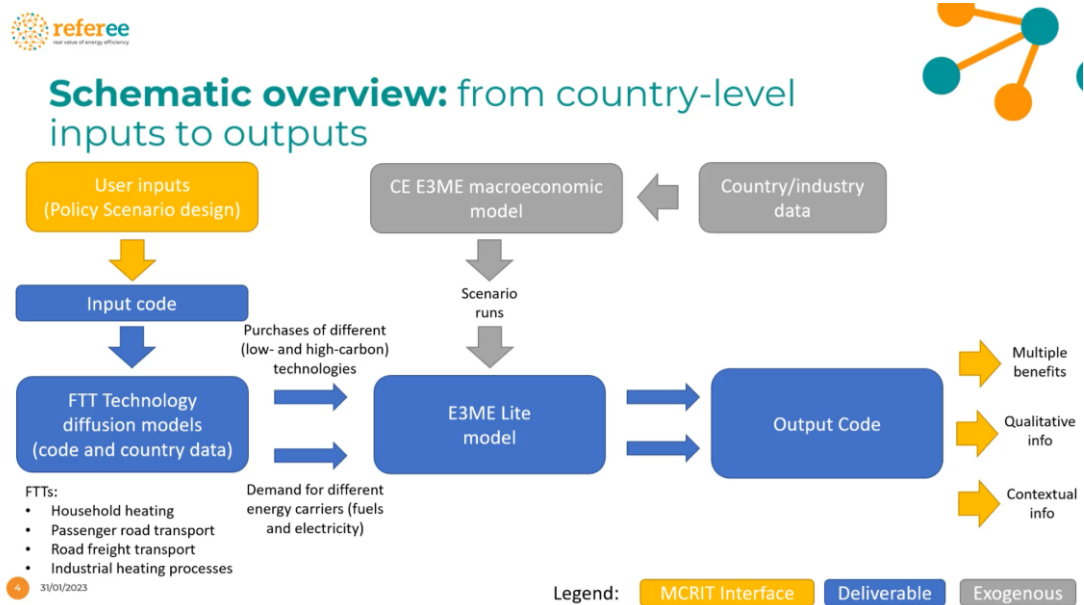 referee
real value of energy efficiency
Schematic overview: from country-level
inputs to outputs
User inputs
(Policy Scenario design)
CE E3ME macroeconomic
model
Country/industry
data
Input code
Scenario
runs
Purchases of different
(low- and high-carbon)
technologies
FTT Technology
diffusion models
(code and country data)
E3ME Lite
model
Output Code
Multiple
benefits
Qualitative
info
Contextual
info
Demand for different
energy carriers (fuels
and electricity)
FTTs:
• Household heating
• Passenger road transport
• Road freight transport
• Industrial heating processes
4 31/01/2023
Legend: MCRIT Interface Deliverable Exogenous